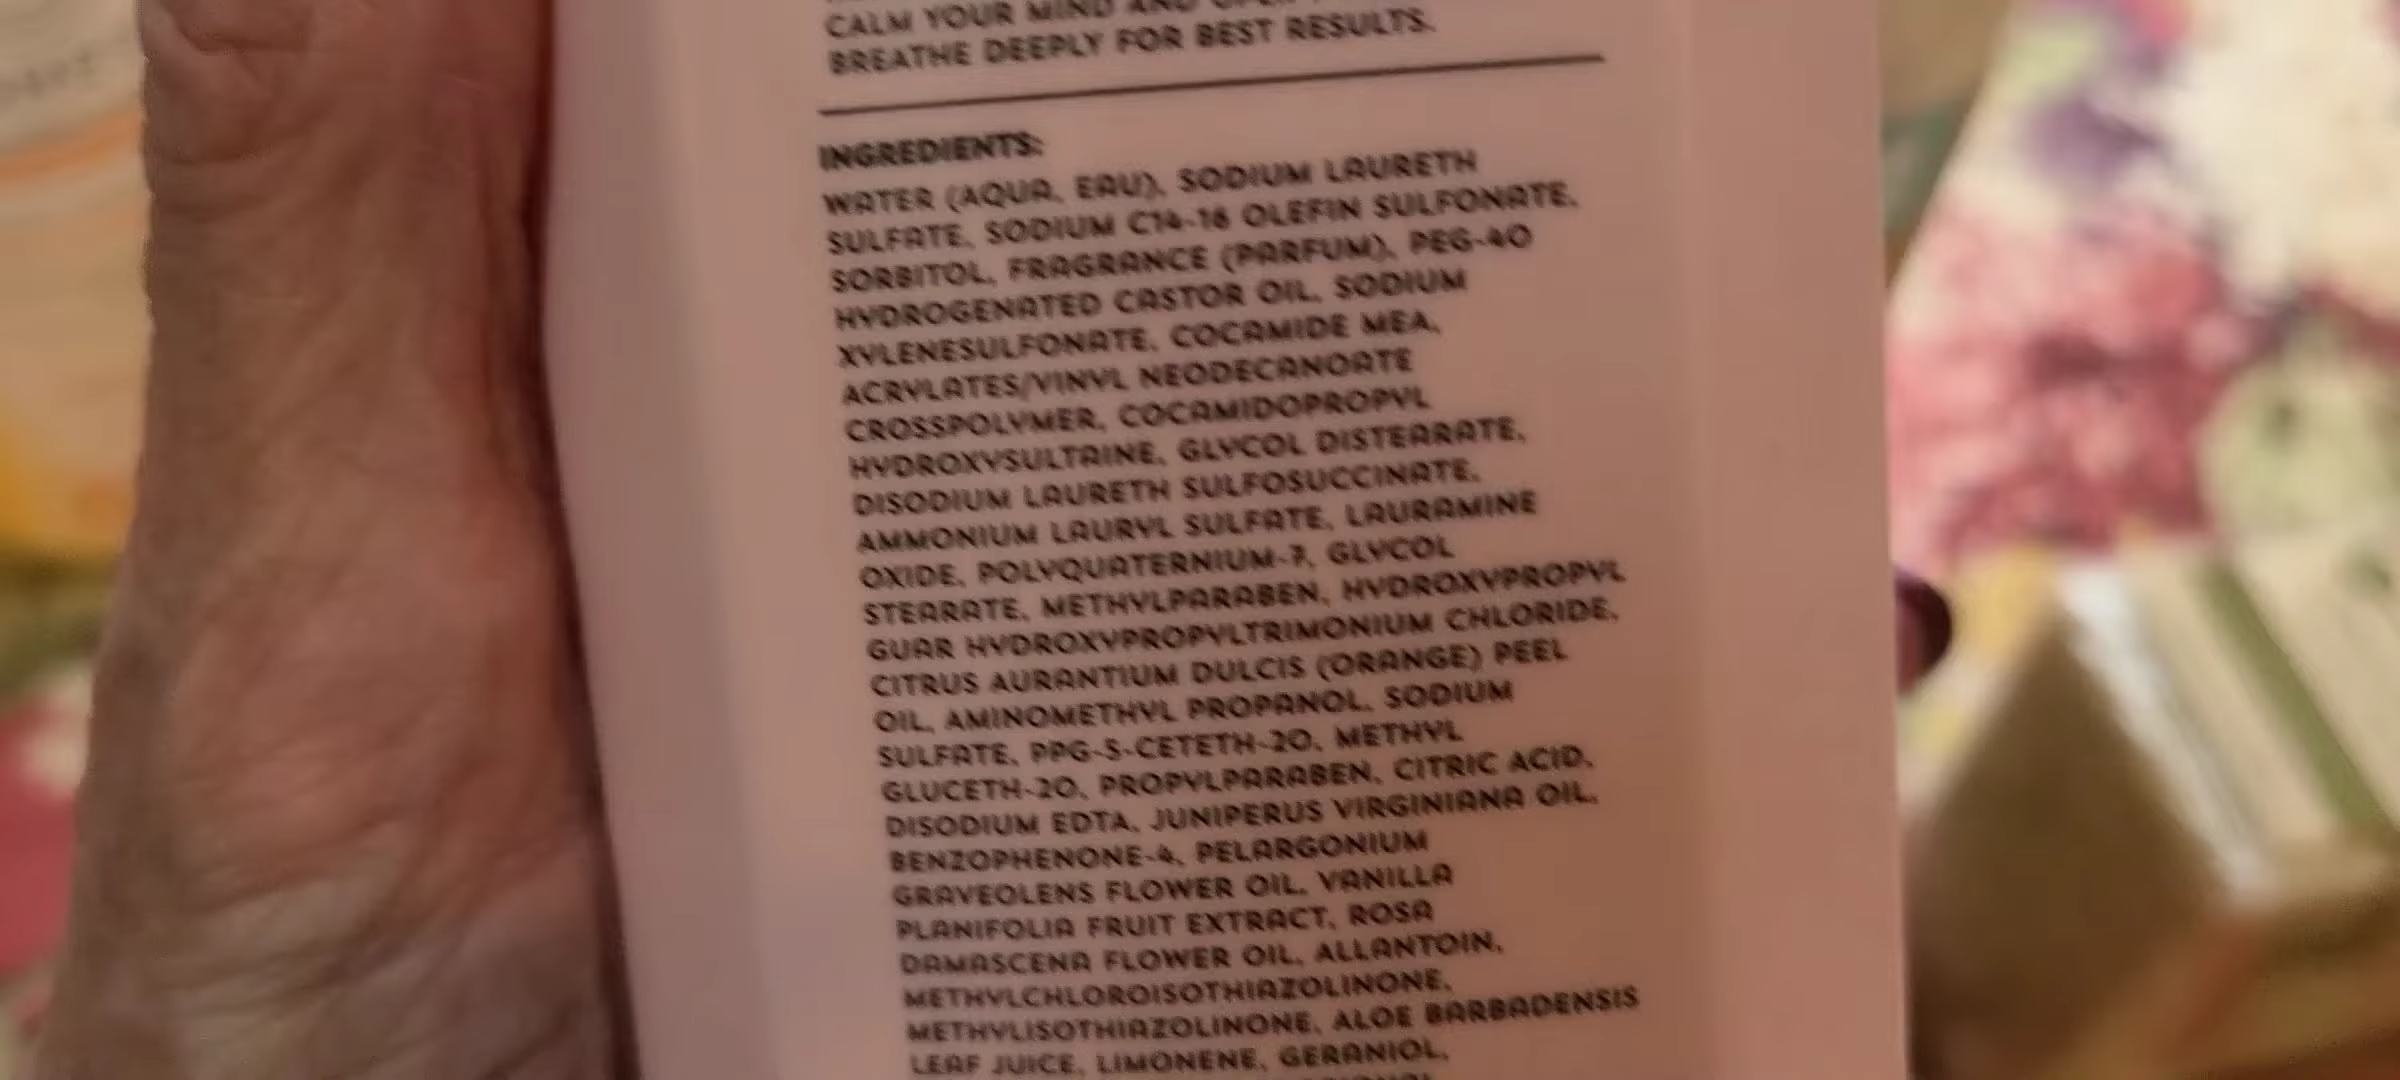 CALM YOUR MIND AND
BREATHE DEEPLY FOR BEST RESULTS.
INGREDIENTS:
WATER (AQUA, EAU), SODIUM LAURETH
SULFATE, SODIUM C14-16 OLEFIN SULFONATE,
SORBITOL, FRAGRANCE (PARFUM), PEG-40
HYDROGENATED CASTOR OIL, SODIUM
XYLENESULFONATE, COCAMIDE MEA,
ACRYLATES/VINYL NEODECANOATE
CROSSPOLYMER, COCAMIDOPROPYL
HYDROXYSULTAINE, GLYCOL DISTEARATE,
DISODIUM LAURETH SULFOSUCCINATE,
AMMONIUM LAURYL SULFATE, LAURAMINE
OXIDE, POLYQUATERNIUM-7, GLYCOL
STEARATE, METHYLPARABEN, HYDROXYPROPYL
GUAR HYDROXYPROPYLTRIMONIUM CHLORIDE,
CITRUS AURANTIUM DULCIS (ORANGE) PEEL
OIL, AMINOMETHYL PROPANOL, SODIUM
SULFATE, PPG-5-CETETH-20, METHYL
GLUCETH-20, PROPYLPARABEN, CITRIC ACID,
DISODIUM EDTA, JUNIPERUS VIRGINIANA OIL,
BENZOPHENONE-4, PELARGONIUM
GRAVEOLENS FLOWER OIL, VANILLA
PLANIFOLIA FRUIT EXTRACT, ROSA
DAMASCENA FLOWER OIL, ALLANTOIN,
METHYLCHLOROISOTHIAZOLINONE,
METHYLISOTHIAZOLINONE, ALOE BARBADENSIS
LEAF JUICE, LIMONENE, GERANIOL,